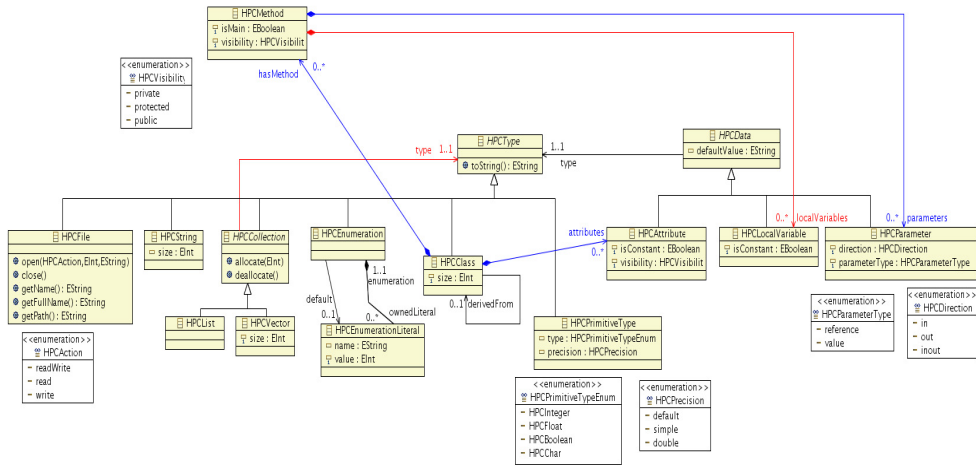 HPCMethod
isMain : EBoolean
visibility : HPCVisibilit
hasMethod
0..*
<<enumeration>>
HPCVisibility
private
protected
public
HPCType
toString() : EString
type 1..1
1..1
type
HPCData
defaultValue : EString
HPCFile
open(HPCAction,EInt,EString)
close()
getName() : EString
getFullName() : EString
getPath() : EString
HPCString
size : EInt
HPCCollection
allocate(EInt)
deallocate()
HPCEnumeration
HPCClass
size : EInt
attributes
0..*
HPCAttribute
isConstant : EBoolean
visibility : HPCVisibilit
0..* localVariables
HPCLocalVariable
isConstant : EBoolean
0..* parameters
HPCParameter
direction : HPCDirection
parameterType : HPCParameterType
1..1
enumeration
default
0..1
ownedLiteral
0..*
0..1 derivedFrom
HPCList
HPCVector
size : EInt
HPCEnumerationLiteral
name : EString
value : EInt
HPCPrimitiveType
type : HPCPrimitiveTypeEnum
precision : HPCPrecision
<<enumeration>>
HPCAction
readWrite
read
write
<<enumeration>>
HPCParameterType
reference
value
<<enumeration>>
HPCDirection
in
out
inout
<<enumeration>>
HPCPrimitiveTypeEnum
HPCInteger
HPCFloat
HPCBoolean
HPCChar
<<enumeration>>
HPCPrecision
default
simple
double